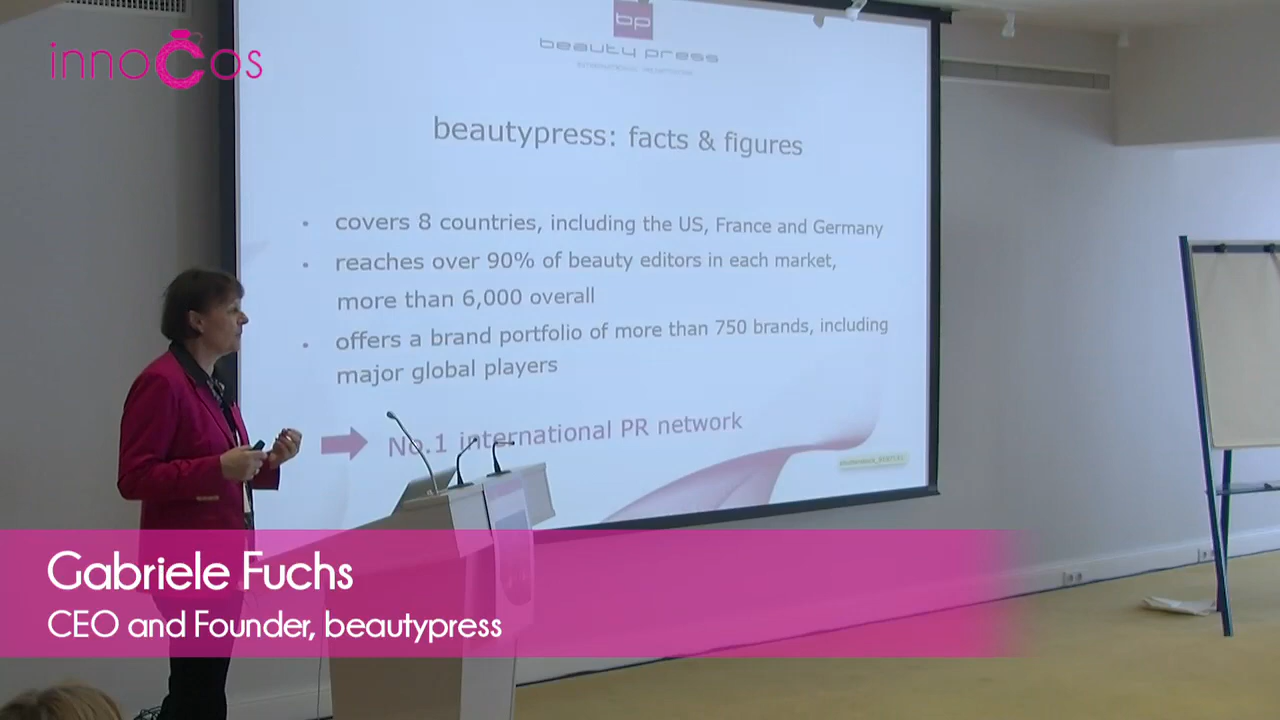 innoCos
bp
beauty press
beautypress: facts & figures
• covers 8 countries, including the US, France and Germany
• reaches over 90% of beauty editors in each market,
more than 6,000 overall
• offers a brand portfolio of more than 750 brands, including
major global players
No.1 international PR network
Gabriele Fuchs
CEO and Founder, beautypress